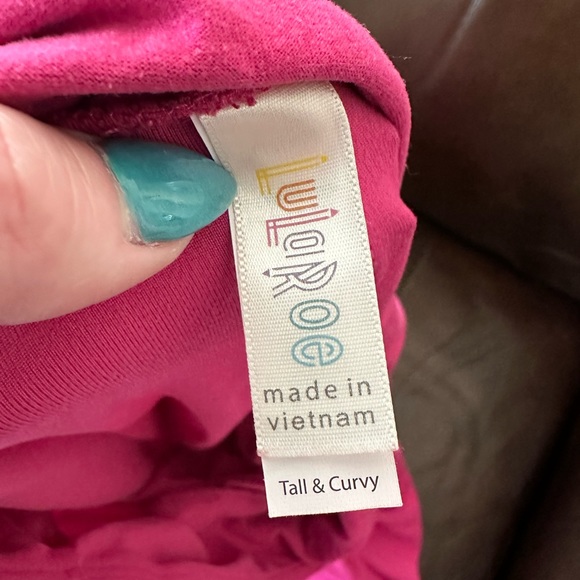 LuLaRoe
made in
vietnam
Tall & Curvy